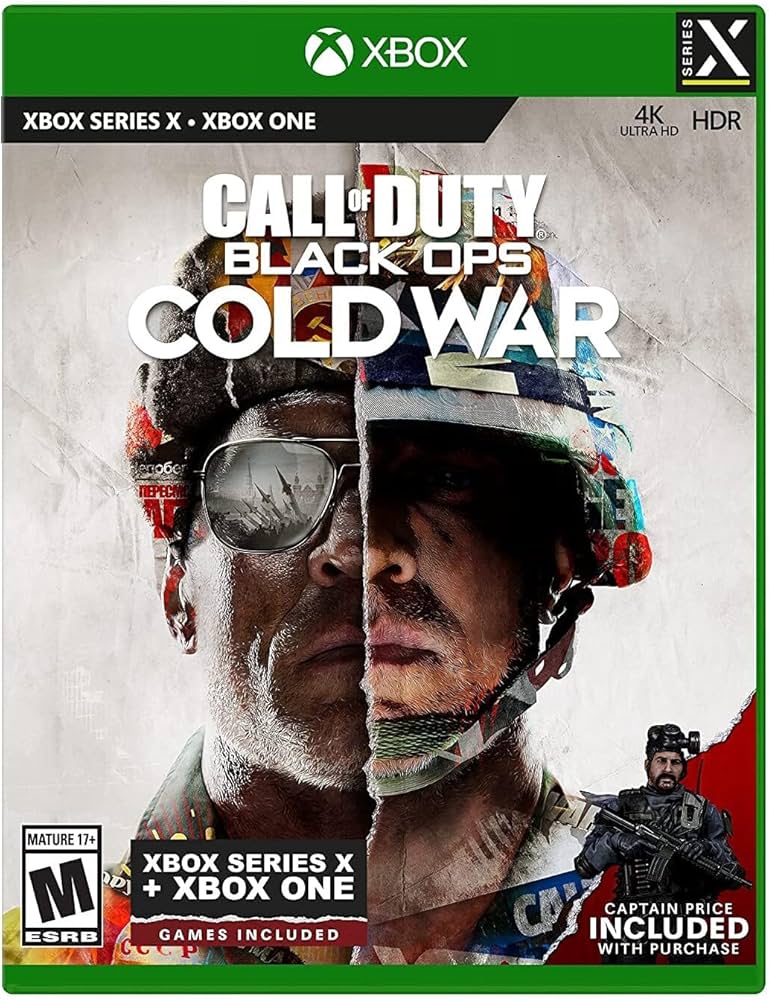 XBOX
SERIES X
XBOX SERIES X • XBOX ONE
4K
ULTRA HD
HDR
CALL OF DUTY®
BLACK OPS
COLD WAR
MATURE 17+
M
ESRB
XBOX SERIES X
+ XBOX ONE
GAMES INCLUDED
CAPTAIN PRICE
INCLUDED
WITH PURCHASE
СССР